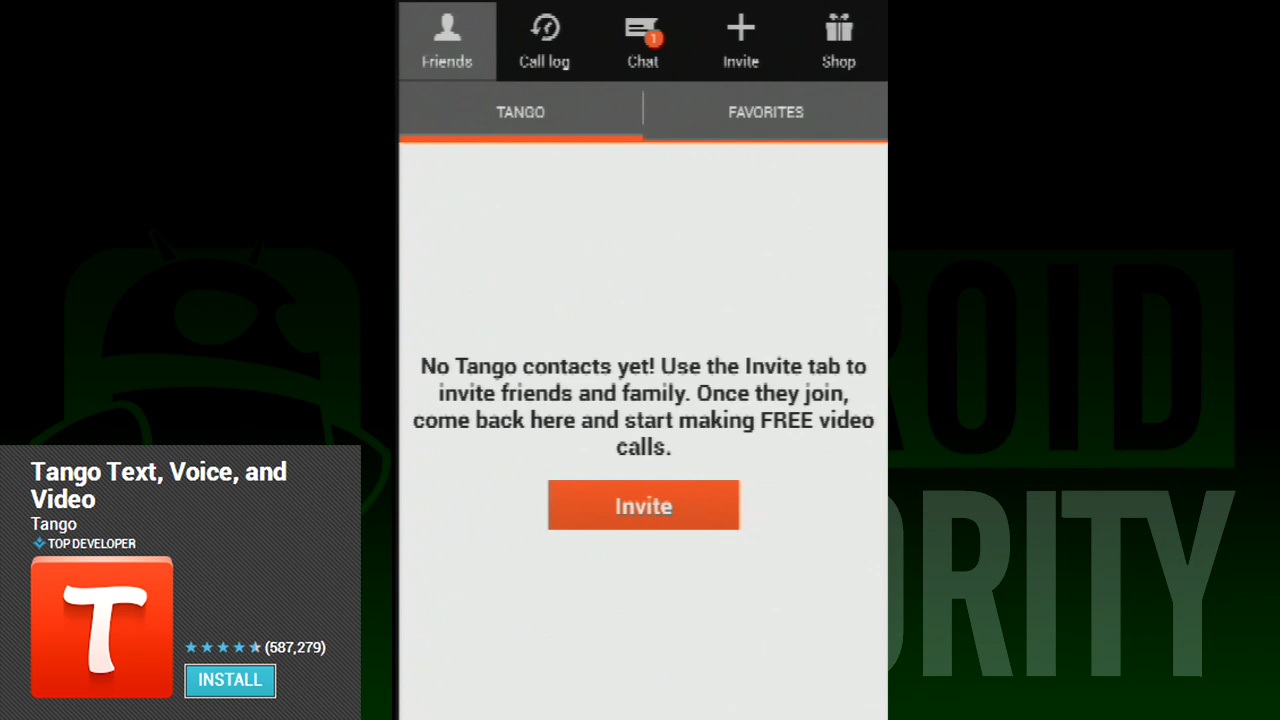 Friends
Call log
Chat
1
Invite
Shop
TANGO
FAVORITES
No Tango contacts yet! Use the Invite tab to
invite friends and family. Once they join,
come back here and start making FREE video
calls.
Invite
Tango Text, Voice, and
Video
Tango
TOP DEVELOPER
T
(587,279)
INSTALL
ROID
ORITY